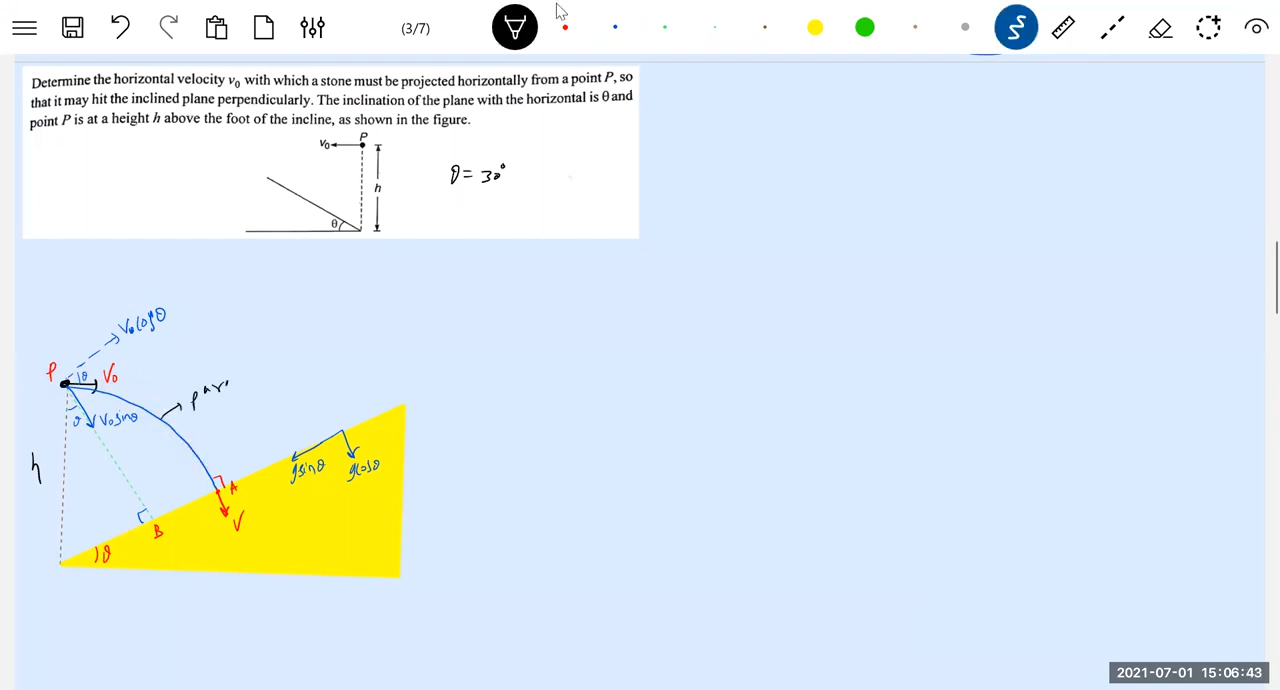 (3/7)
Determine the horizontal velocity v₀ with which a stone must be projected horizontally from a point P, so
that it may hit the inclined plane perpendicularly. The inclination of the plane with the horizontal is θ and
point P is at a height h above the foot of the incline, as shown in the figure.
P
v₀
h
θ
θ = 30°
V₀cosθ
P
θ
V₀
θ
V₀sinθ
par
h
gsinθ
gcosθ
A
V
B
θ
2021-07-01 15:06:43